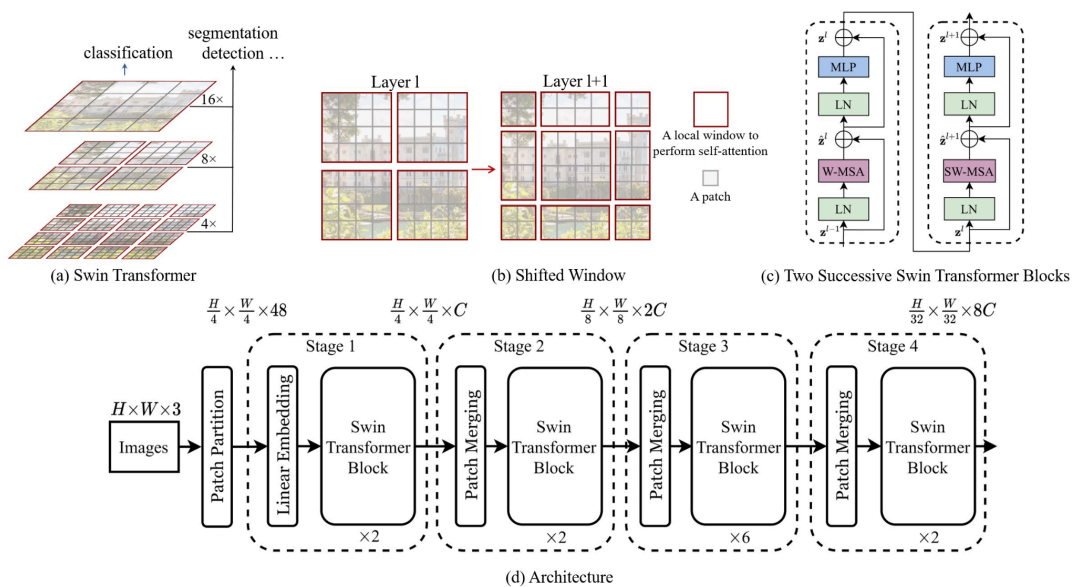 classification
segmentation
detection ...
16×
8×
4×
(a) Swin Transformer
Layer l
Layer l+1
A local window to
perform self-attention
A patch
(b) Shifted Window
z^l
MLP
LN
ẑ^l
W-MSA
LN
z^{l-1}
z^{l+1}
MLP
LN
ẑ^{l+1}
SW-MSA
LN
z^l
(c) Two Successive Swin Transformer Blocks
H/4 × W/4 × 48
H/4 × W/4 × C
H/8 × W/8 × 2C
H/32 × W/32 × 8C
Stage 1
Stage 2
Stage 3
Stage 4
H×W×3
Images
Patch Partition
Linear Embedding
Swin
Transformer
Block
×2
Patch Merging
Swin
Transformer
Block
×2
Patch Merging
Swin
Transformer
Block
×6
Patch Merging
Swin
Transformer
Block
×2
(d) Architecture